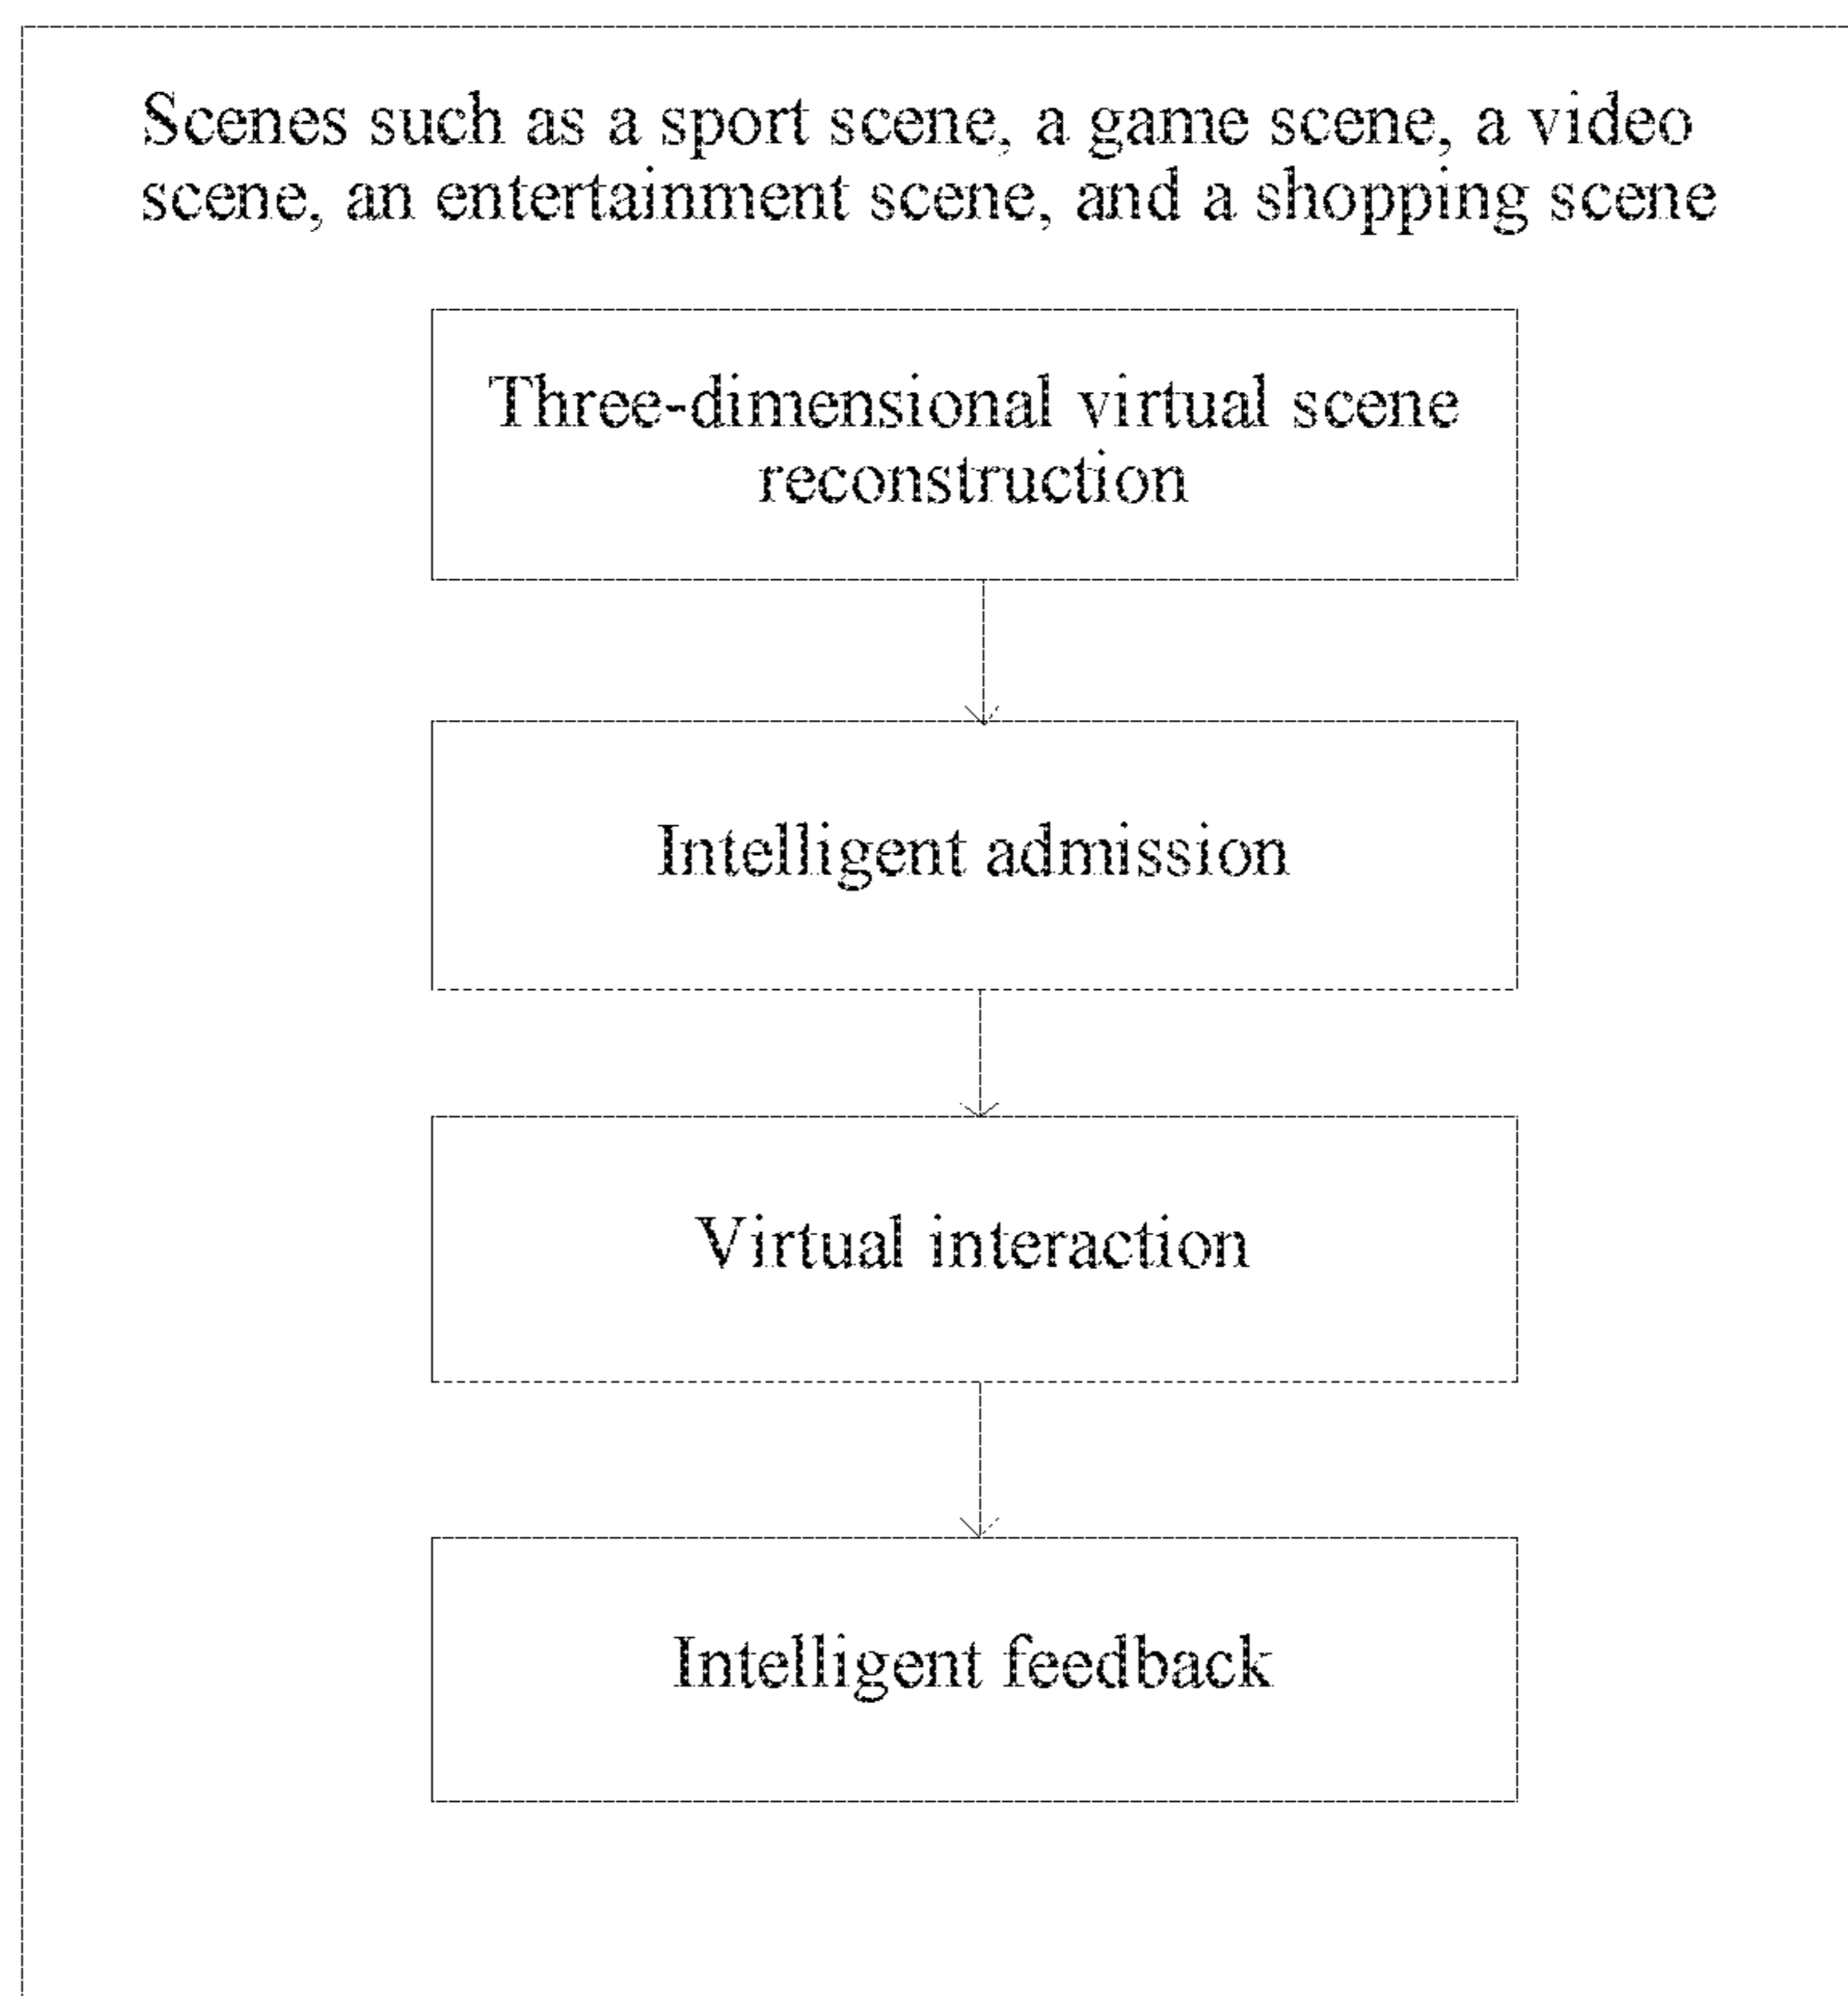 Scenes such as a sport scene, a game scene, a video
scene, an entertainment scene, and a shopping scene
Three-dimensional virtual scene
reconstruction
Intelligent admission
Virtual interaction
Intelligent feedback